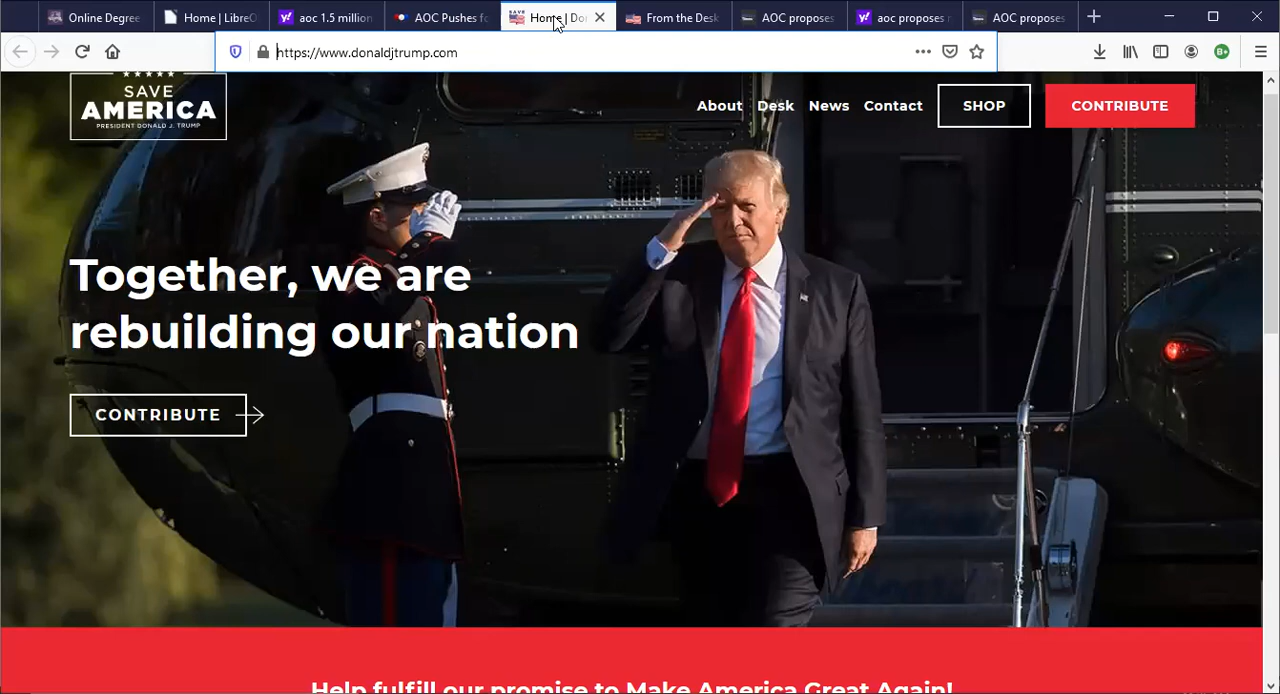 Online Degree
Home | LibreO
aoc 1.5 million
AOC Pushes fo
Home | Do
From the Desk
AOC proposes
aoc proposes
AOC proposes
https://www.donaldjtrump.com
SAVE
AMERICA
PRESIDENT DONALD J. TRUMP
About Desk News Contact SHOP CONTRIBUTE
Together, we are
rebuilding our nation
CONTRIBUTE
Help fulfill our promise to Make America Great Again!